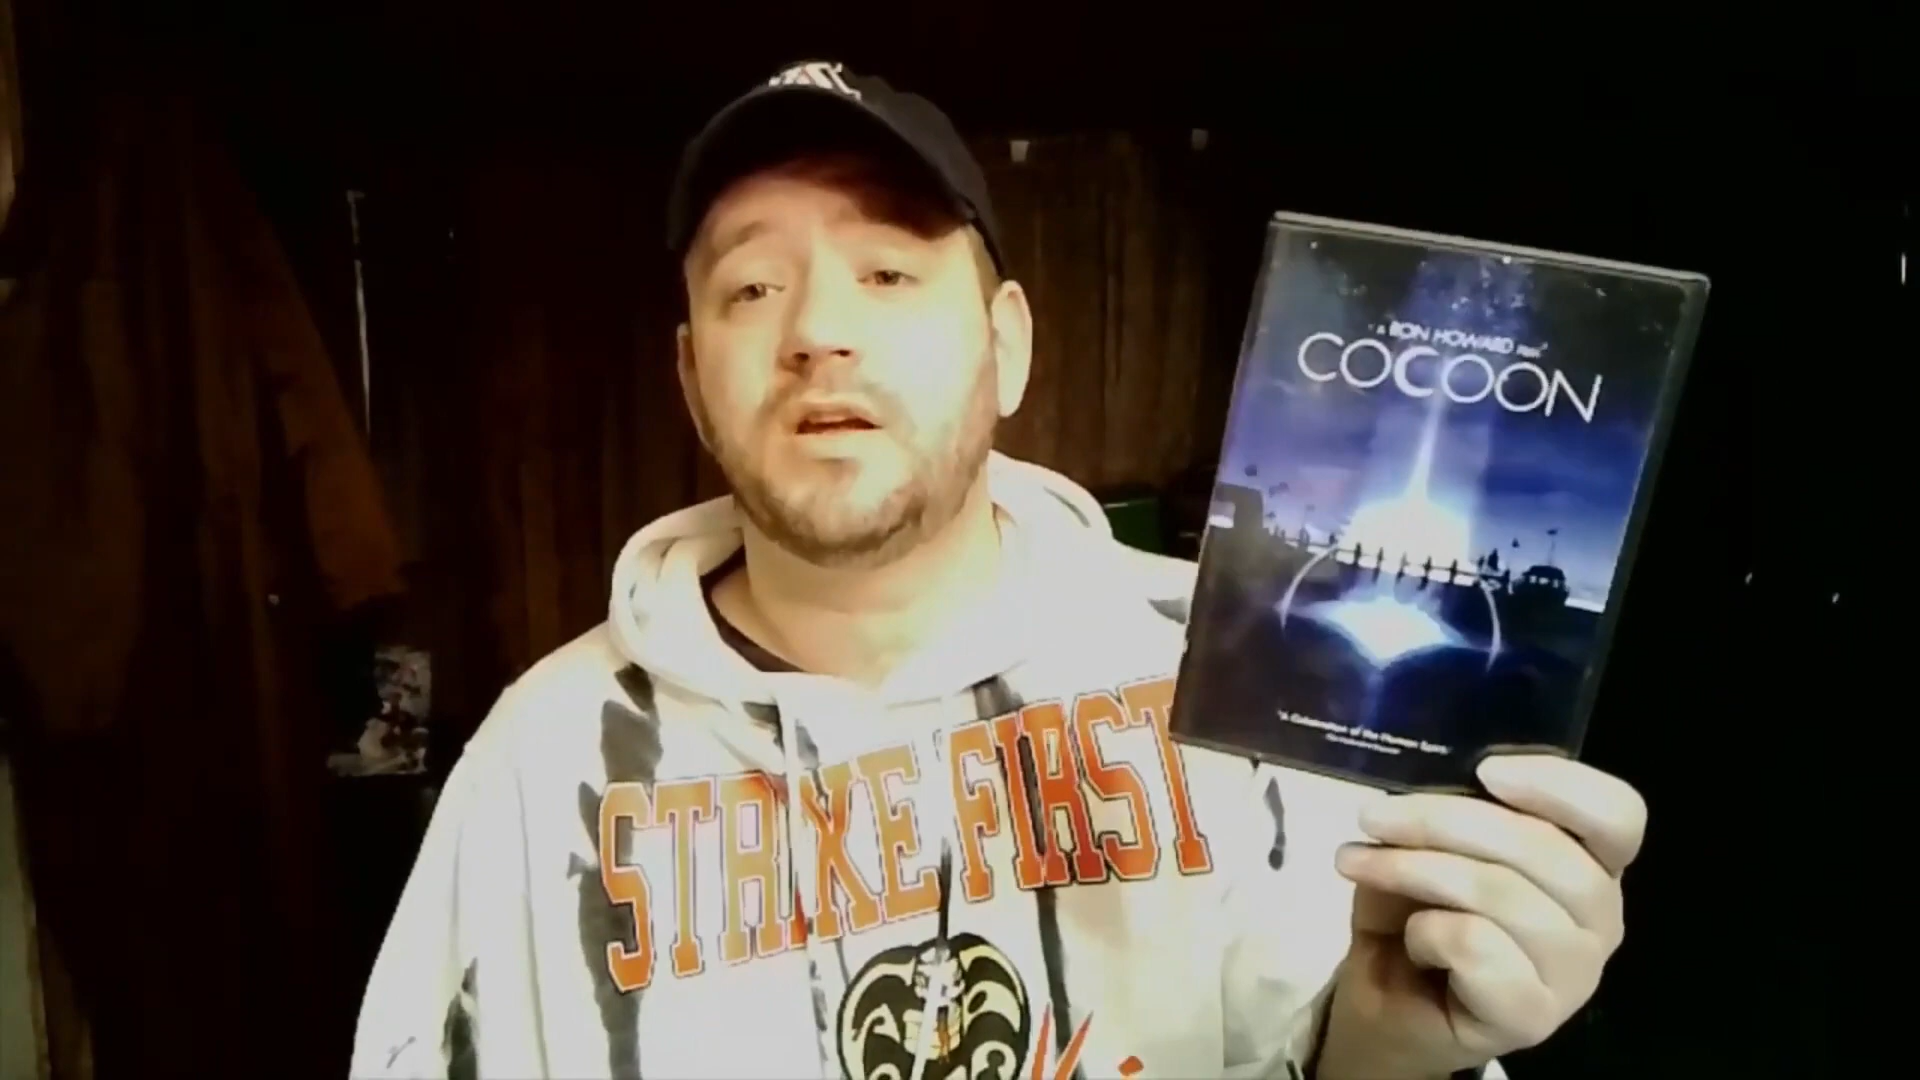 A RON HOWARD FILM
COCOON
"A Celebration of the Human Spirit."
STRIKE FIRST